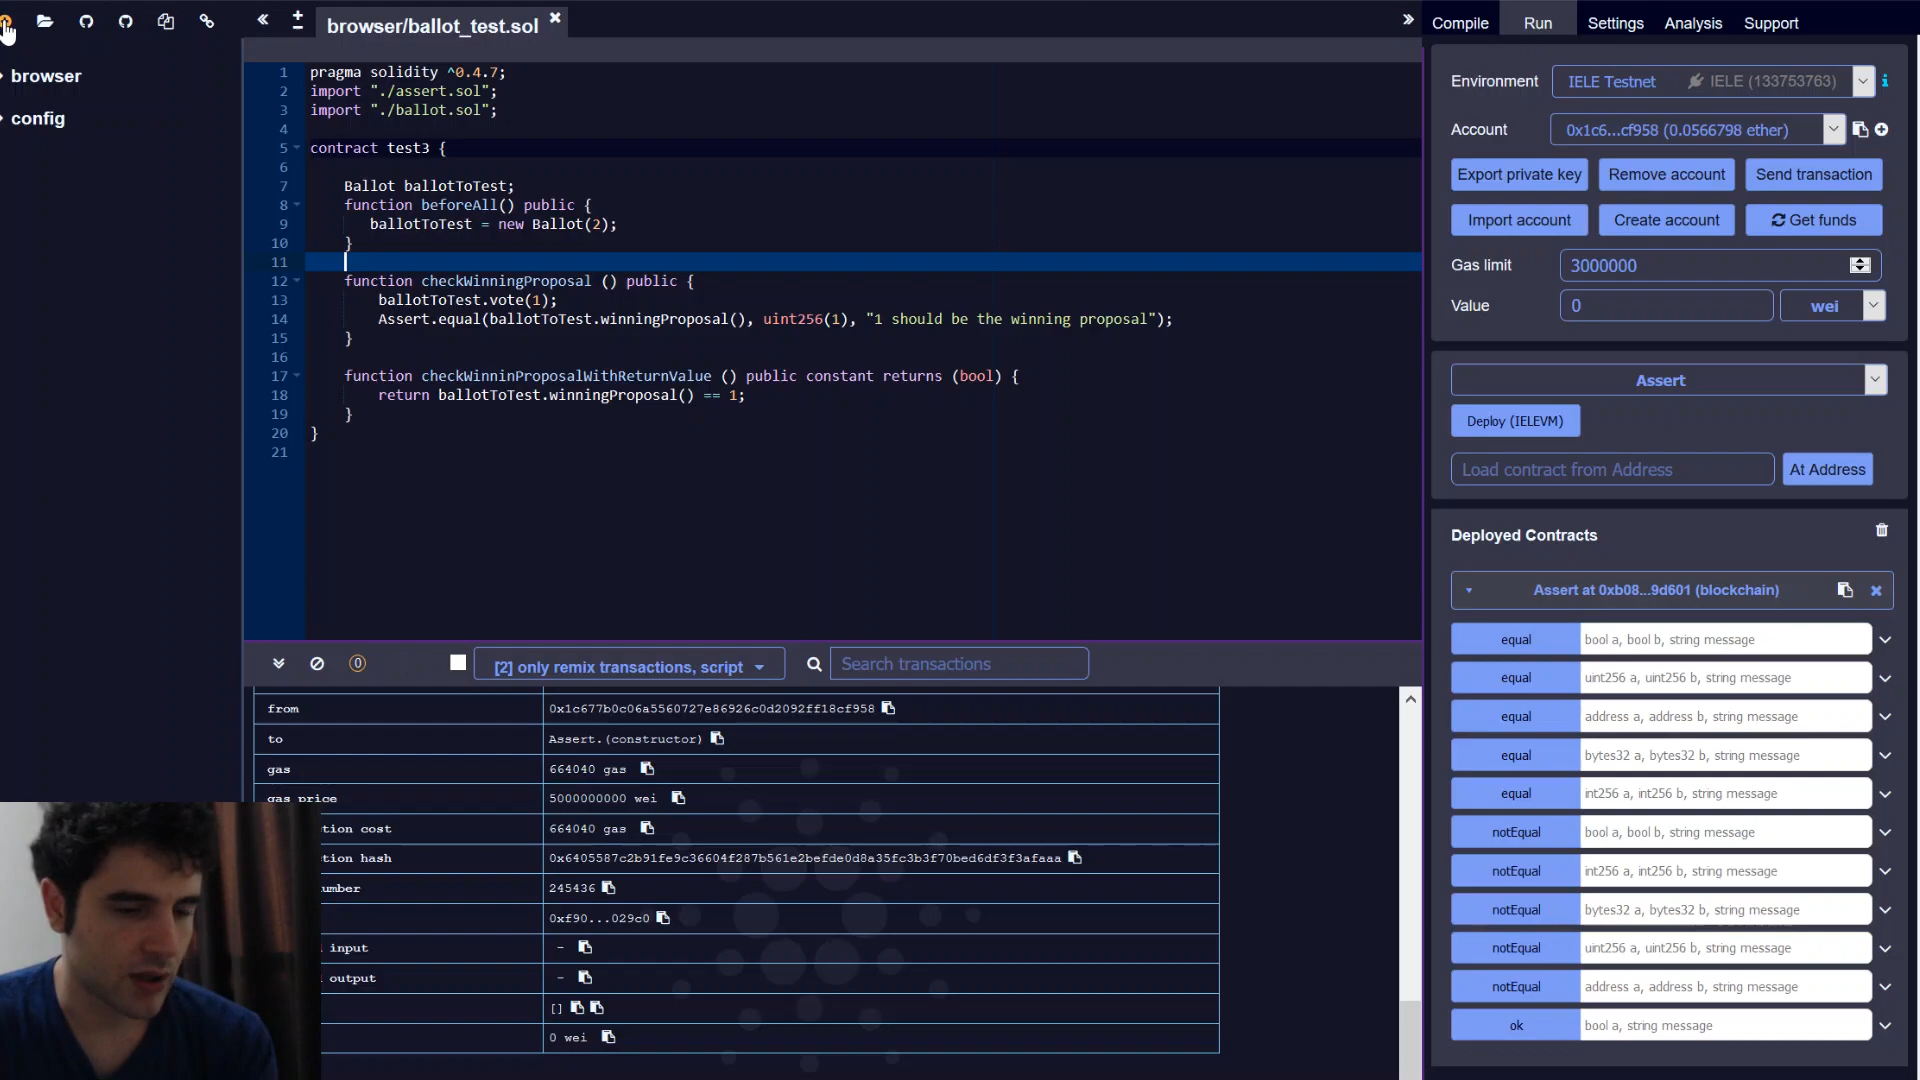 browser/ballot_test.sol
Compile
Run
Settings
Analysis
Support
browser
config
1 pragma solidity ^0.4.7;
2 import "./assert.sol";
3 import "./ballot.sol";
4
5 contract test3 {
6
7 Ballot ballotToTest;
8 function beforeAll() public {
9 ballotToTest = new Ballot(2);
10 }
11
12 function checkWinningProposal () public {
13 ballotToTest.vote(1);
14 Assert.equal(ballotToTest.winningProposal(), uint256(1), "1 should be the winning proposal");
15 }
16
17 function checkWinninProposalWithReturnValue () public constant returns (bool) {
18 return ballotToTest.winningProposal() == 1;
19 }
20 }
21
0
[2] only remix transactions, script
Search transactions
from 0x1c677b0c06a5560727e86926c0d2092ff18cf958
to Assert.(constructor)
gas 664040 gas
gas price 5000000000 wei
tion cost 664040 gas
tion hash 0x6405587c2b91fe9c36604f287b561e2befde0d8a35fc3b3f70bed6df3f3afaaa
umber 245436
0xf90...029c0
input -
output -
[]
0 wei
Environment IELE Testnet IELE (133753763)
Account 0x1c6...cf958 (0.0566798 ether)
Export private key Remove account Send transaction
Import account Create account Get funds
Gas limit 3000000
Value 0 wei
Assert
Deploy (IELEVM)
Load contract from Address At Address
Deployed Contracts
Assert at 0xb08...9d601 (blockchain)
equal bool a, bool b, string message
equal uint256 a, uint256 b, string message
equal address a, address b, string message
equal bytes32 a, bytes32 b, string message
equal int256 a, int256 b, string message
notEqual bool a, bool b, string message
notEqual int256 a, int256 b, string message
notEqual bytes32 a, bytes32 b, string message
notEqual uint256 a, uint256 b, string message
notEqual address a, address b, string message
ok bool a, string message